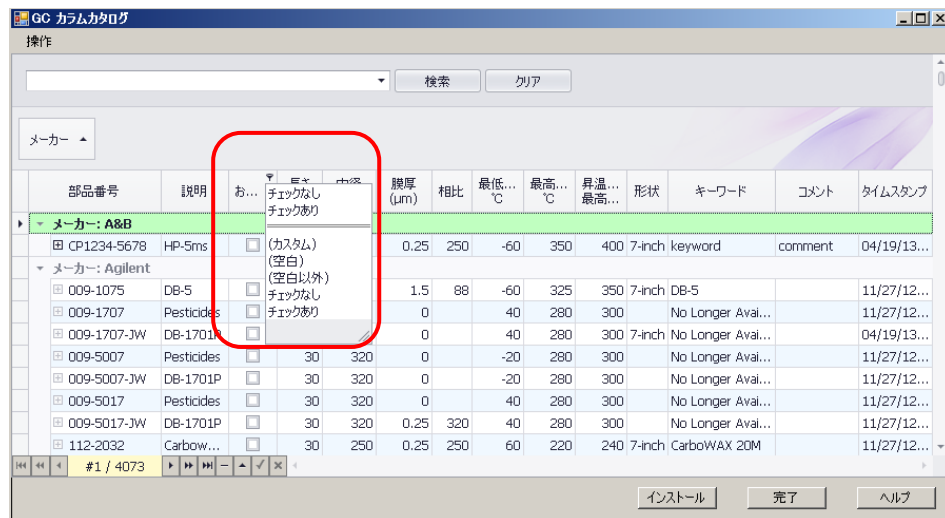 GC カラムカタログ
操作
検索 クリア
メーカー
部品番号 説明 お... 膜厚 (μm) 相比 最低... ℃ 最高... ℃ 昇温... 最高... 形状 キーワード コメント タイムスタンプ
チェックなし
チェックあり
(カスタム)
(空白)
(空白以外)
チェックなし
チェックあり
メーカー: A&B
CP1234-5678 HP-5ms 0.25 250 -60 350 400 7-inch keyword comment 04/19/13...
メーカー: Agilent
009-1075 DB-5 1.5 88 -60 325 350 7-inch DB-5 11/27/12...
009-1707 Pesticides 0 40 280 300 No Longer Avai... 11/27/12...
009-1707-JW DB-1701P 0 40 280 300 7-inch No Longer Avai... 04/19/13...
009-5007 Pesticides 30 320 0 -20 280 300 No Longer Avai... 11/27/12...
009-5007-JW DB-1701P 30 320 0 -20 280 300 No Longer Avai... 11/27/12...
009-5017 Pesticides 30 320 0 40 280 300 No Longer Avai... 11/27/12...
009-5017-JW DB-1701P 30 320 0.25 320 40 280 300 No Longer Avai... 11/27/12...
112-2032 Carbow... 30 250 0.25 250 60 220 240 7-inch CarboWAX 20M 11/27/12...
#1 / 4073
インストール 完了 ヘルプ